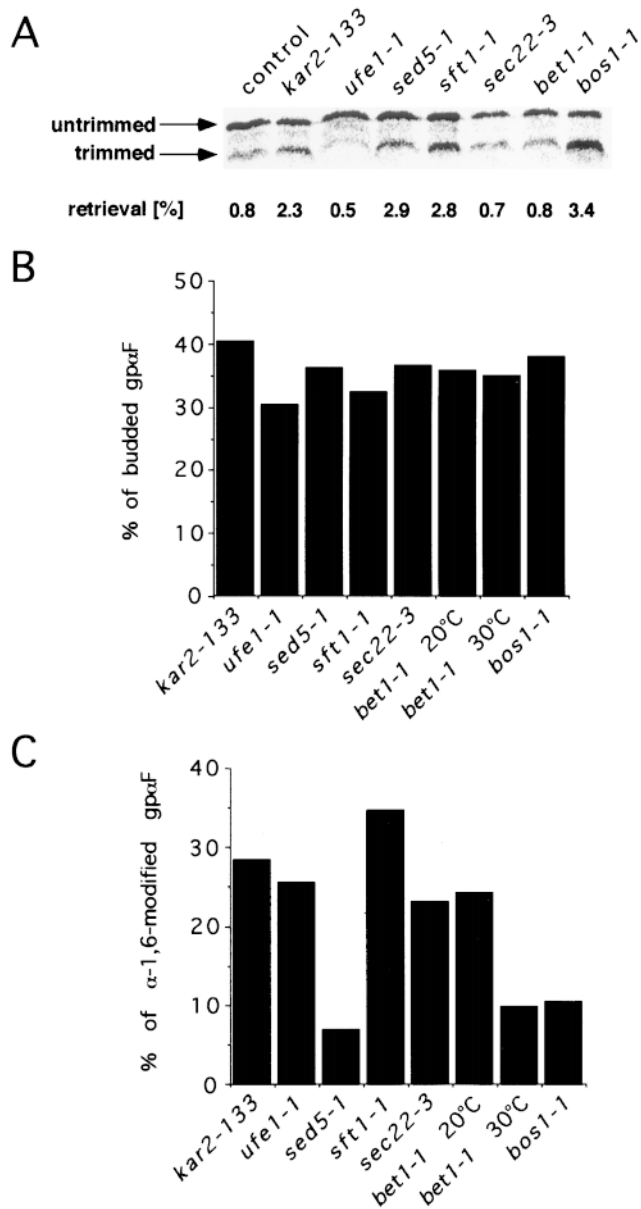 A
control kar2-133 ufe1-1 sed5-1 sft1-1 sec22-3 bet1-1 bos1-1
untrimmed
trimmed
retrieval [%] 0.8 2.3 0.5 2.9 2.8 0.7 0.8 3.4
B
% of budded gpαF
50
40
30
20
10
0
kar2-133 ufe1-1 sed5-1 sft1-1 sec22-3 bet1-1 20°C bet1-1 30°C bos1-1
C
% of α-1,6-modified gpαF
40
30
20
10
0
kar2-133 ufe1-1 sed5-1 sft1-1 sec22-3 bet1-1 20°C bet1-1 30°C bos1-1